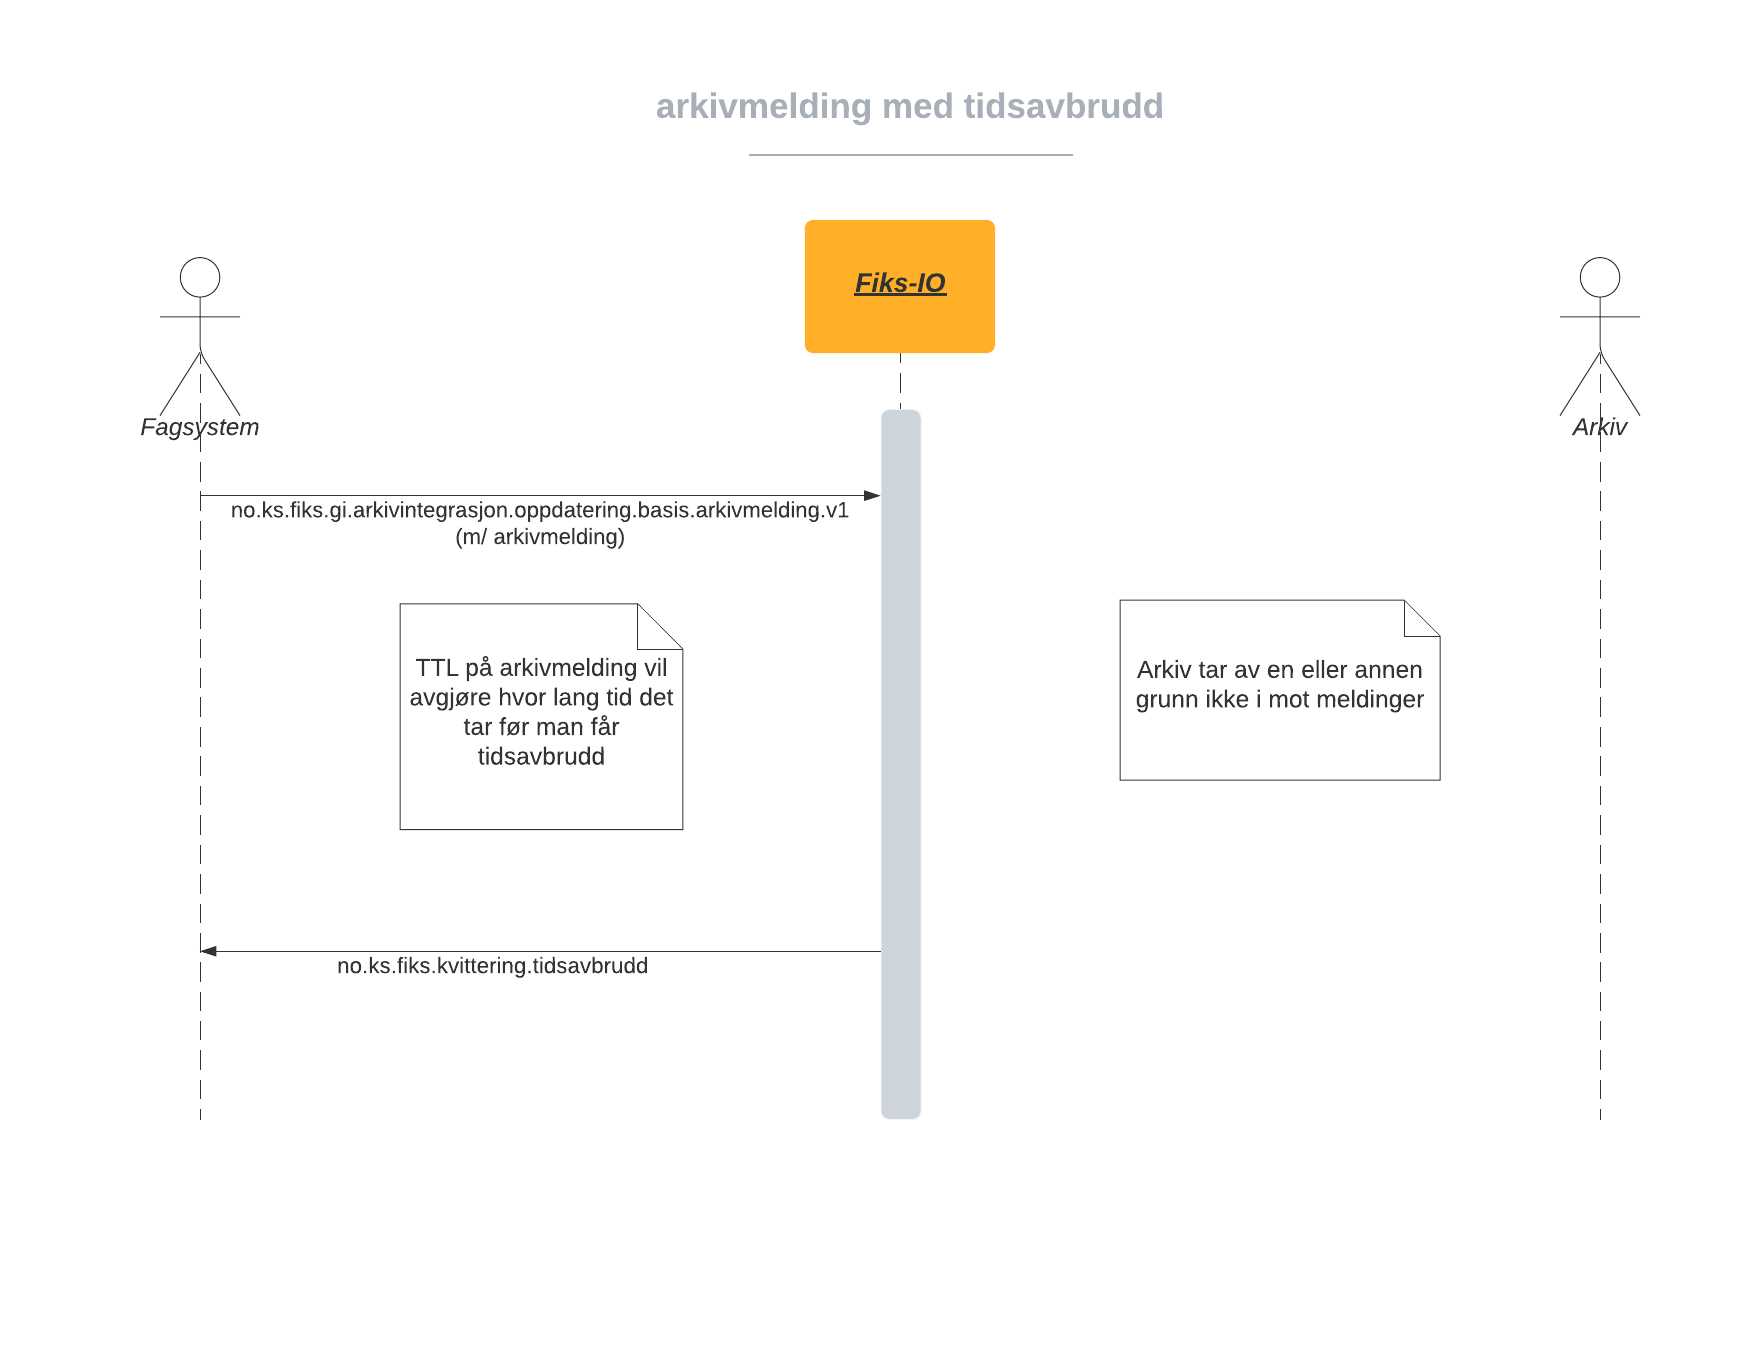 arkivmelding med tidsavbrudd
Fiks-IO
Fagsystem
Arkiv
no.ks.fiks.gi.arkivintegrasjon.oppdatering.basis.arkivmelding.v1
(m/ arkivmelding)
TTL på arkivmelding vil
avgjøre hvor lang tid det
tar før man får
tidsavbrudd
Arkiv tar av en eller annen
grunn ikke i mot meldinger
no.ks.fiks.kvittering.tidsavbrudd